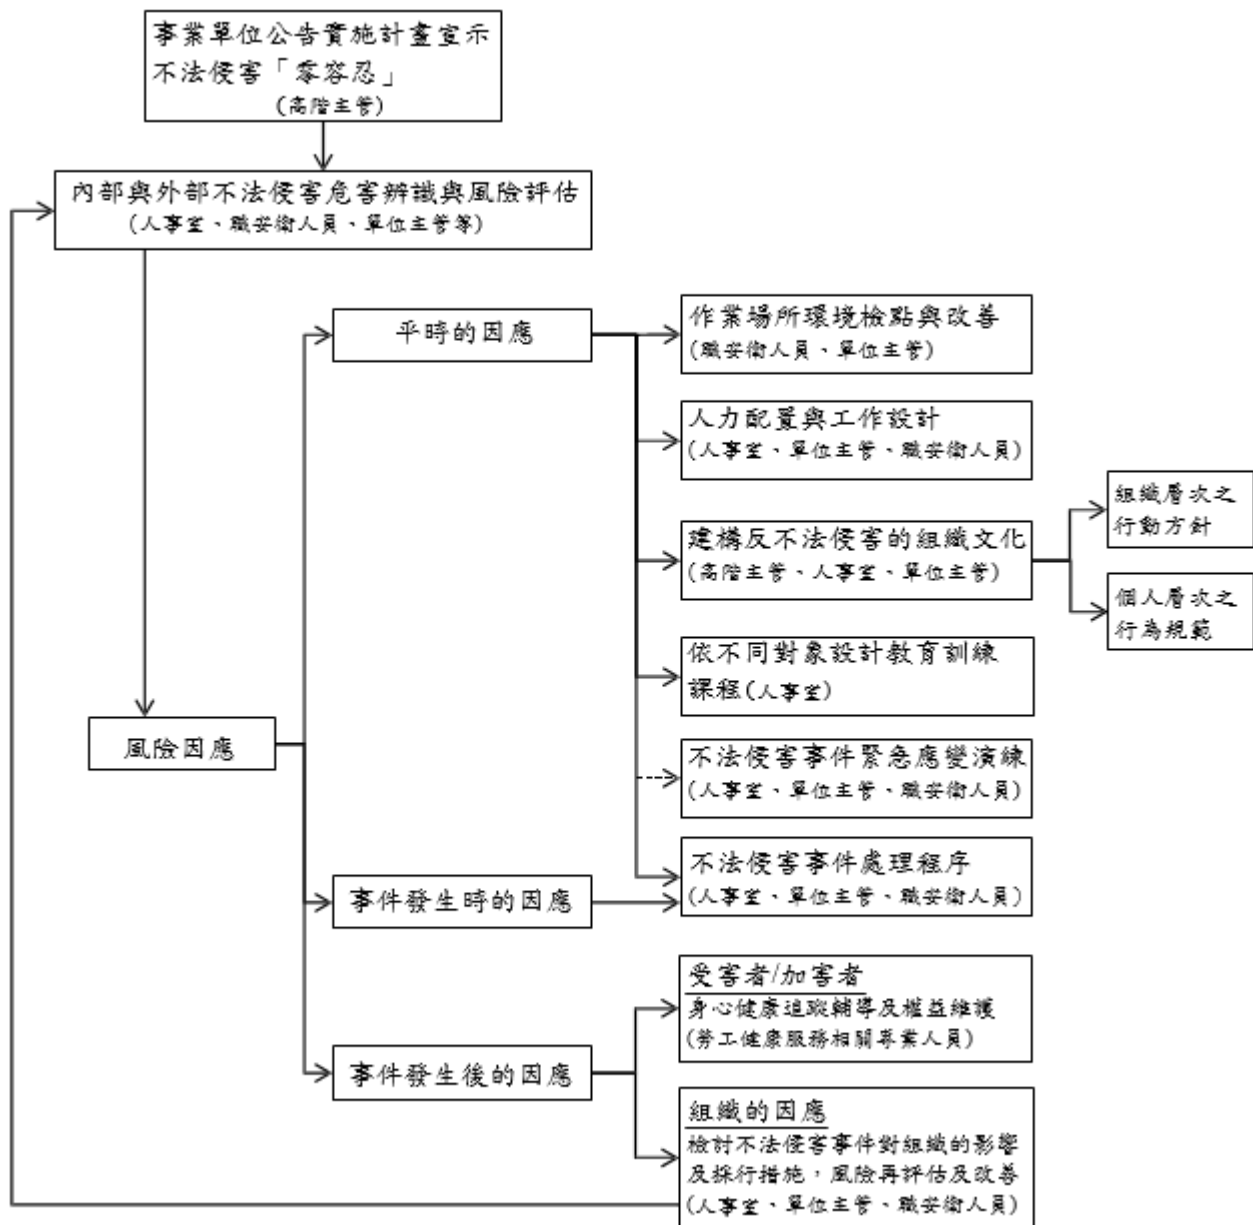 事業單位公告實施計畫宣示
不法侵害「零容忍」
(高階主管)
內部與外部不法侵害危害辨識與風險評估
(人事室、職安衛人員、單位主管等)
平時的因應
作業場所環境檢點與改善
(職安衛人員、單位主管)
人力配置與工作設計
(人事室、單位主管、職安衛人員)
建構反不法侵害的組織文化
(高階主管、人事室、單位主管)
組織層次之
行動方針
個人層次之
行為規範
依不同對象設計教育訓練
課程(人事室)
風險因應
不法侵害事件緊急應變演練
(人事室、單位主管、職安衛人員)
事件發生時的因應
不法侵害事件處理程序
(人事室、單位主管、職安衛人員)
事件發生後的因應
受害者/加害者
身心健康追蹤輔導及權益維護
(勞工健康服務相關專業人員)
組織的因應
檢討不法侵害事件對組織的影響
及採行措施，風險再評估及改善
(人事室、單位主管、職安衛人員)